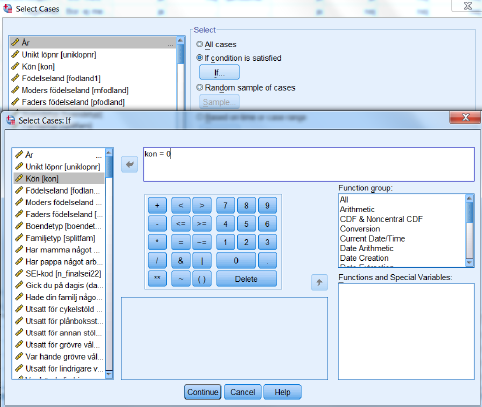 Select Cases
År
...
Unikt löpnr [uniklopnr]
Kön [kon]
Födelseland [fodland1]
Moders födelseland [mfodland]
Faders födelseland [pfodland]
Select
All cases
If condition is satisfied
If...
Random sample of cases
Sample...
Based on time or case range
Select Cases: If
År
...
Unikt löpnr [uniklopnr]
Kön [kon]
Födelseland [fodlan...
Moders födelseland [...
Faders födelseland [...
Boendetyp [boendet...
Familjetyp [splitfam]
Har mamma något ...
Har pappa något arb...
SEI-kod [n_finalsei22]
Gick du på dagis (da...
Hade din familj någo...
Utsatt för cykelstöld ...
Utsatt för plånboksst...
Utsatt för annan stöl...
Utsatt för grövre vål...
Var hände grövre vål...
Utsatt för lindrigare v...
kon = 0
+ < > 7 8 9
- <= >= 4 5 6
* = ~= 1 2 3
/ & | 0 .
** ~ ( ) Delete
Function group:
All
Arithmetic
CDF & Noncentral CDF
Conversion
Current Date/Time
Date Arithmetic
Date Creation
Date Extraction
Functions and Special Variables:
Continue
Cancel
Help